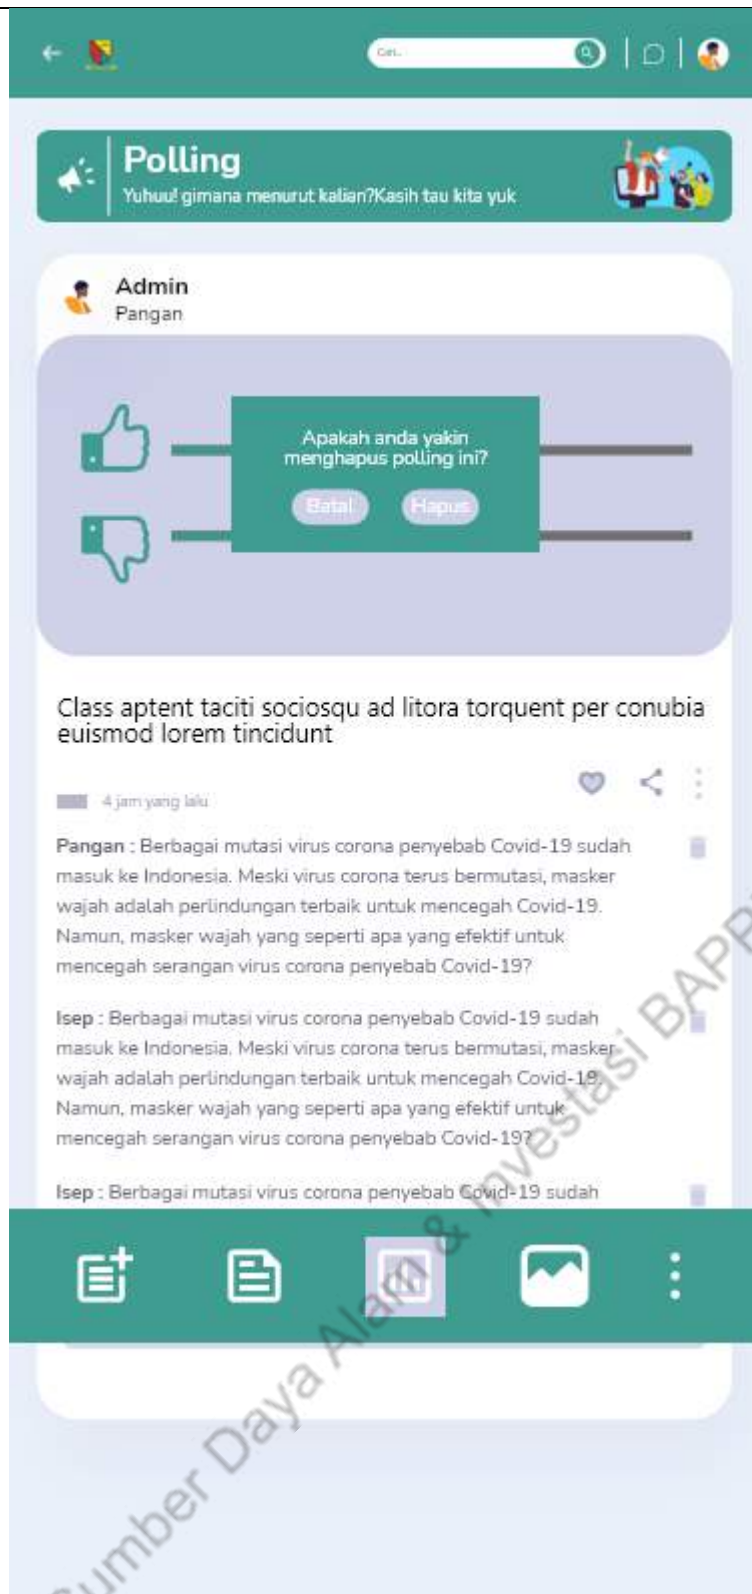 Cari..
Polling
Yuhuu! gimana menurut kalian?Kasih tau kita yuk
Admin
Pangan
Apakah anda yakin
menghapus polling ini?
Batal
Hapus
Class aptent taciti sociosqu ad litora torquent per conubia
euismod lorem tincidunt
4 jam yang lalu
Pangan : Berbagai mutasi virus corona penyebab Covid-19 sudah
masuk ke Indonesia. Meski virus corona terus bermutasi, masker
wajah adalah perlindungan terbaik untuk mencegah Covid-19.
Namun, masker wajah yang seperti apa yang efektif untuk
mencegah serangan virus corona penyebab Covid-19?
Isep : Berbagai mutasi virus corona penyebab Covid-19 sudah
masuk ke Indonesia. Meski virus corona terus bermutasi, masker
wajah adalah perlindungan terbaik untuk mencegah Covid-19.
Namun, masker wajah yang seperti apa yang efektif untuk
mencegah serangan virus corona penyebab Covid-19?
Isep : Berbagai mutasi virus corona penyebab Covid-19 sudah
Sumber Daya Alam & Investasi